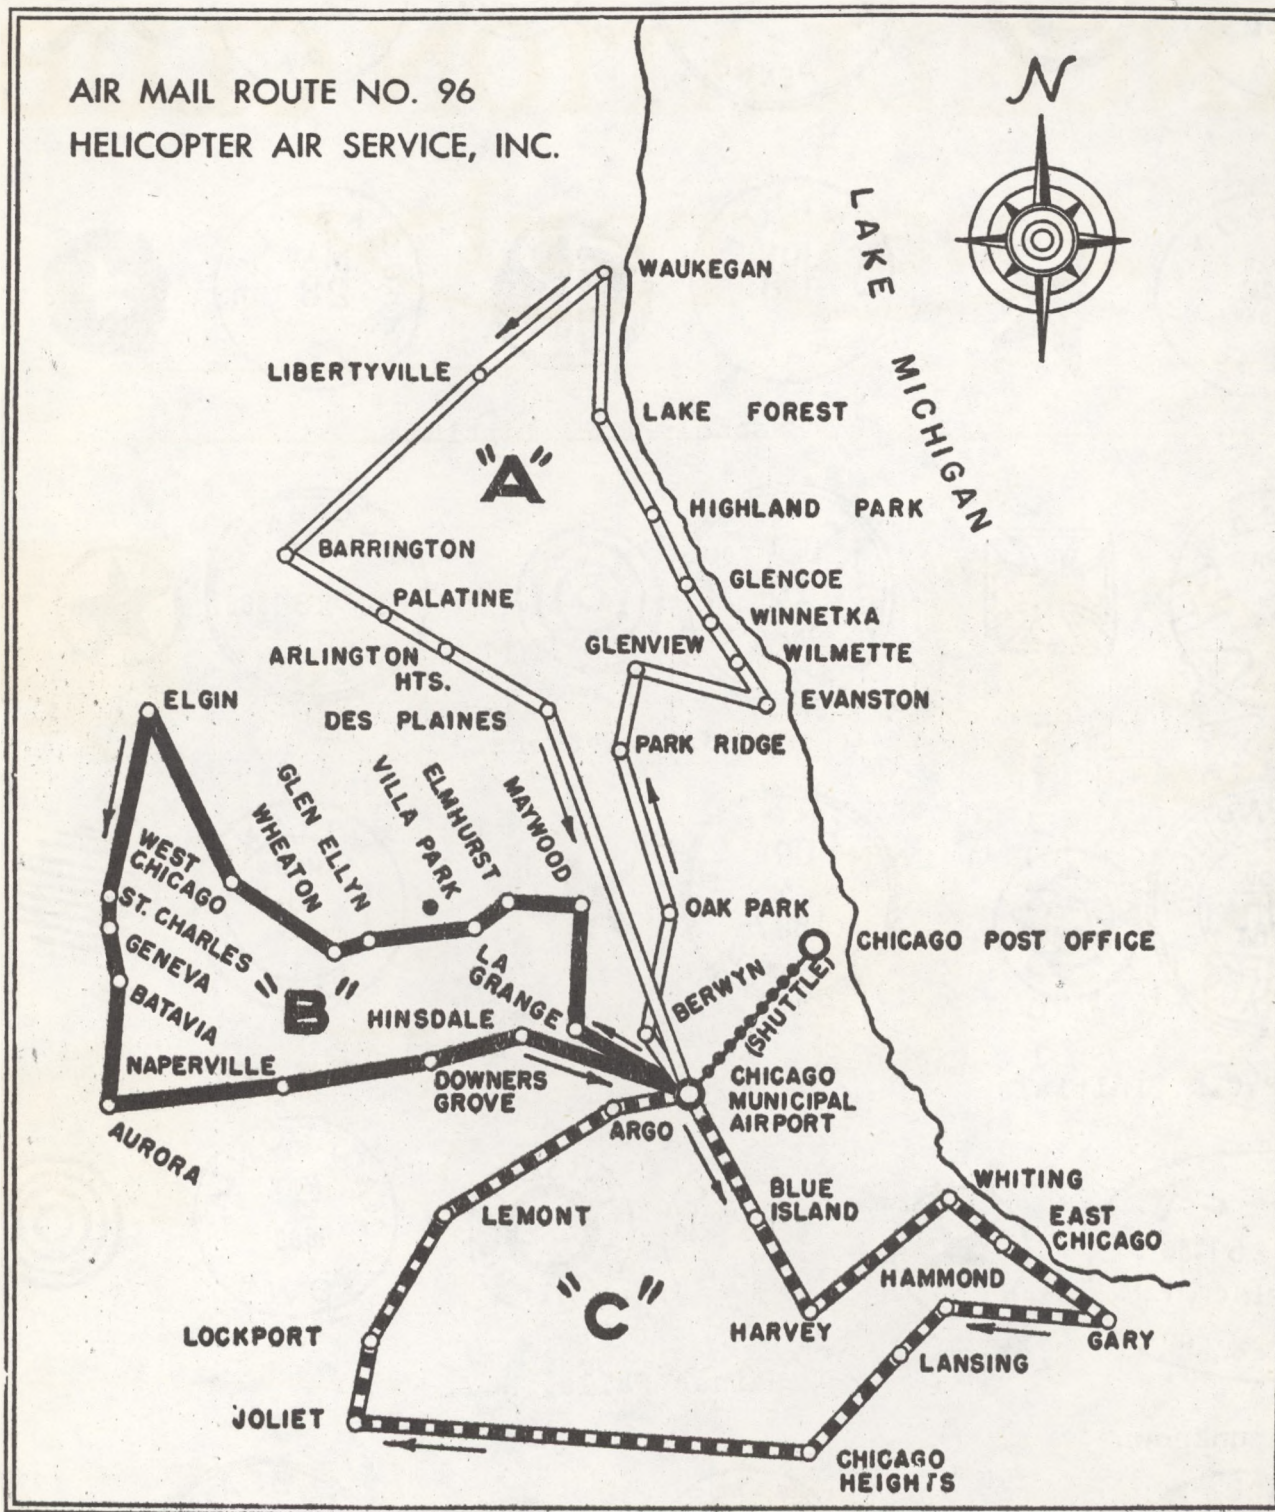 AIR MAIL ROUTE NO. 96
HELICOPTER AIR SERVICE, INC.
N
LAKE
MICHIGAN
WAUKEGAN
LIBERTYVILLE
LAKE FOREST
"A"
HIGHLAND PARK
BARRINGTON
GLENCOE
PALATINE
WINNETKA
GLENVIEW
WILMETTE
ARLINGTON
HTS.
EVANSTON
ELGIN
DES PLAINES
PARK RIDGE
GLEN ELLYN
WHEATON
VILLA PARK
ELMHURST
MAYWOOD
WEST
CHICAGO
ST. CHARLES
GENEVA
BATAVIA
OAK PARK
CHICAGO POST OFFICE
LA
GRANGE
BERWYN
(SHUTTLE)
"B"
HINSDALE
NAPERVILLE
DOWNERS
GROVE
CHICAGO
MUNICIPAL
AIRPORT
AURORA
ARGO
WHITING
BLUE
ISLAND
LEMONT
EAST
CHICAGO
HAMMOND
"C"
LOCKPORT
HARVEY
GARY
LANSING
JOLIET
CHICAGO
HEIGHTS